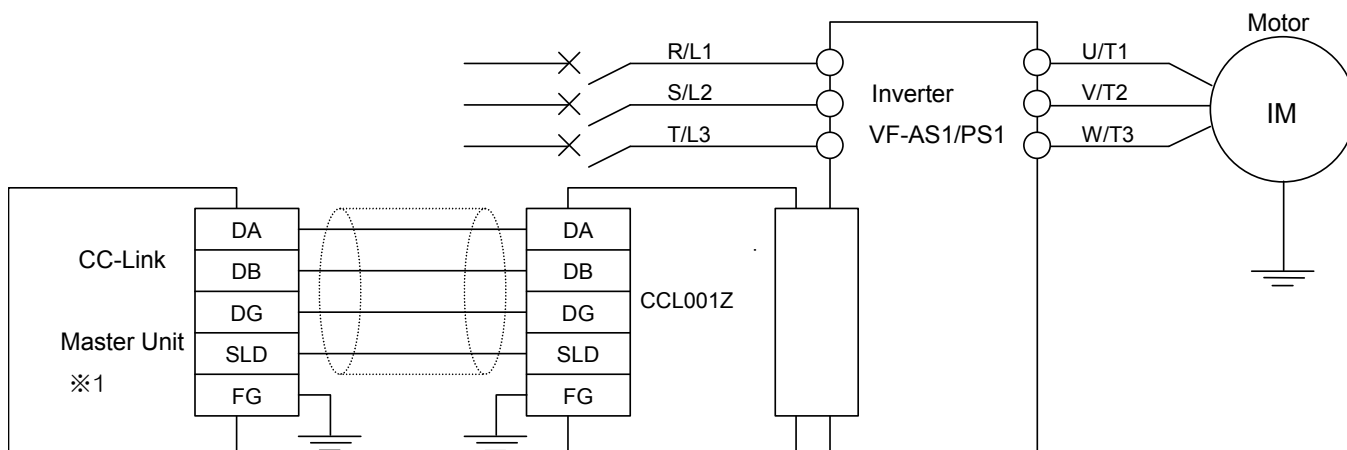 Motor
R/L1
S/L2
T/L3
Inverter
VF-AS1/PS1
U/T1
V/T2
W/T3
IM
CC-Link
Master Unit
※1
DA
DB
DG
SLD
FG
DA
DB
DG
SLD
FG
CCL001Z